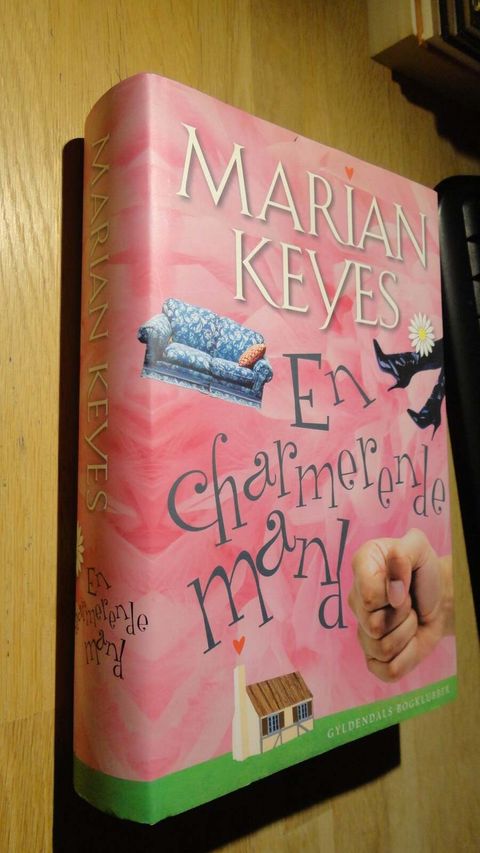 MARIAN
KEYES
En
charmerende
mand
GYLDENDALS BOGKLUBBER
MARIAN KEYES
En
charmerende
mand